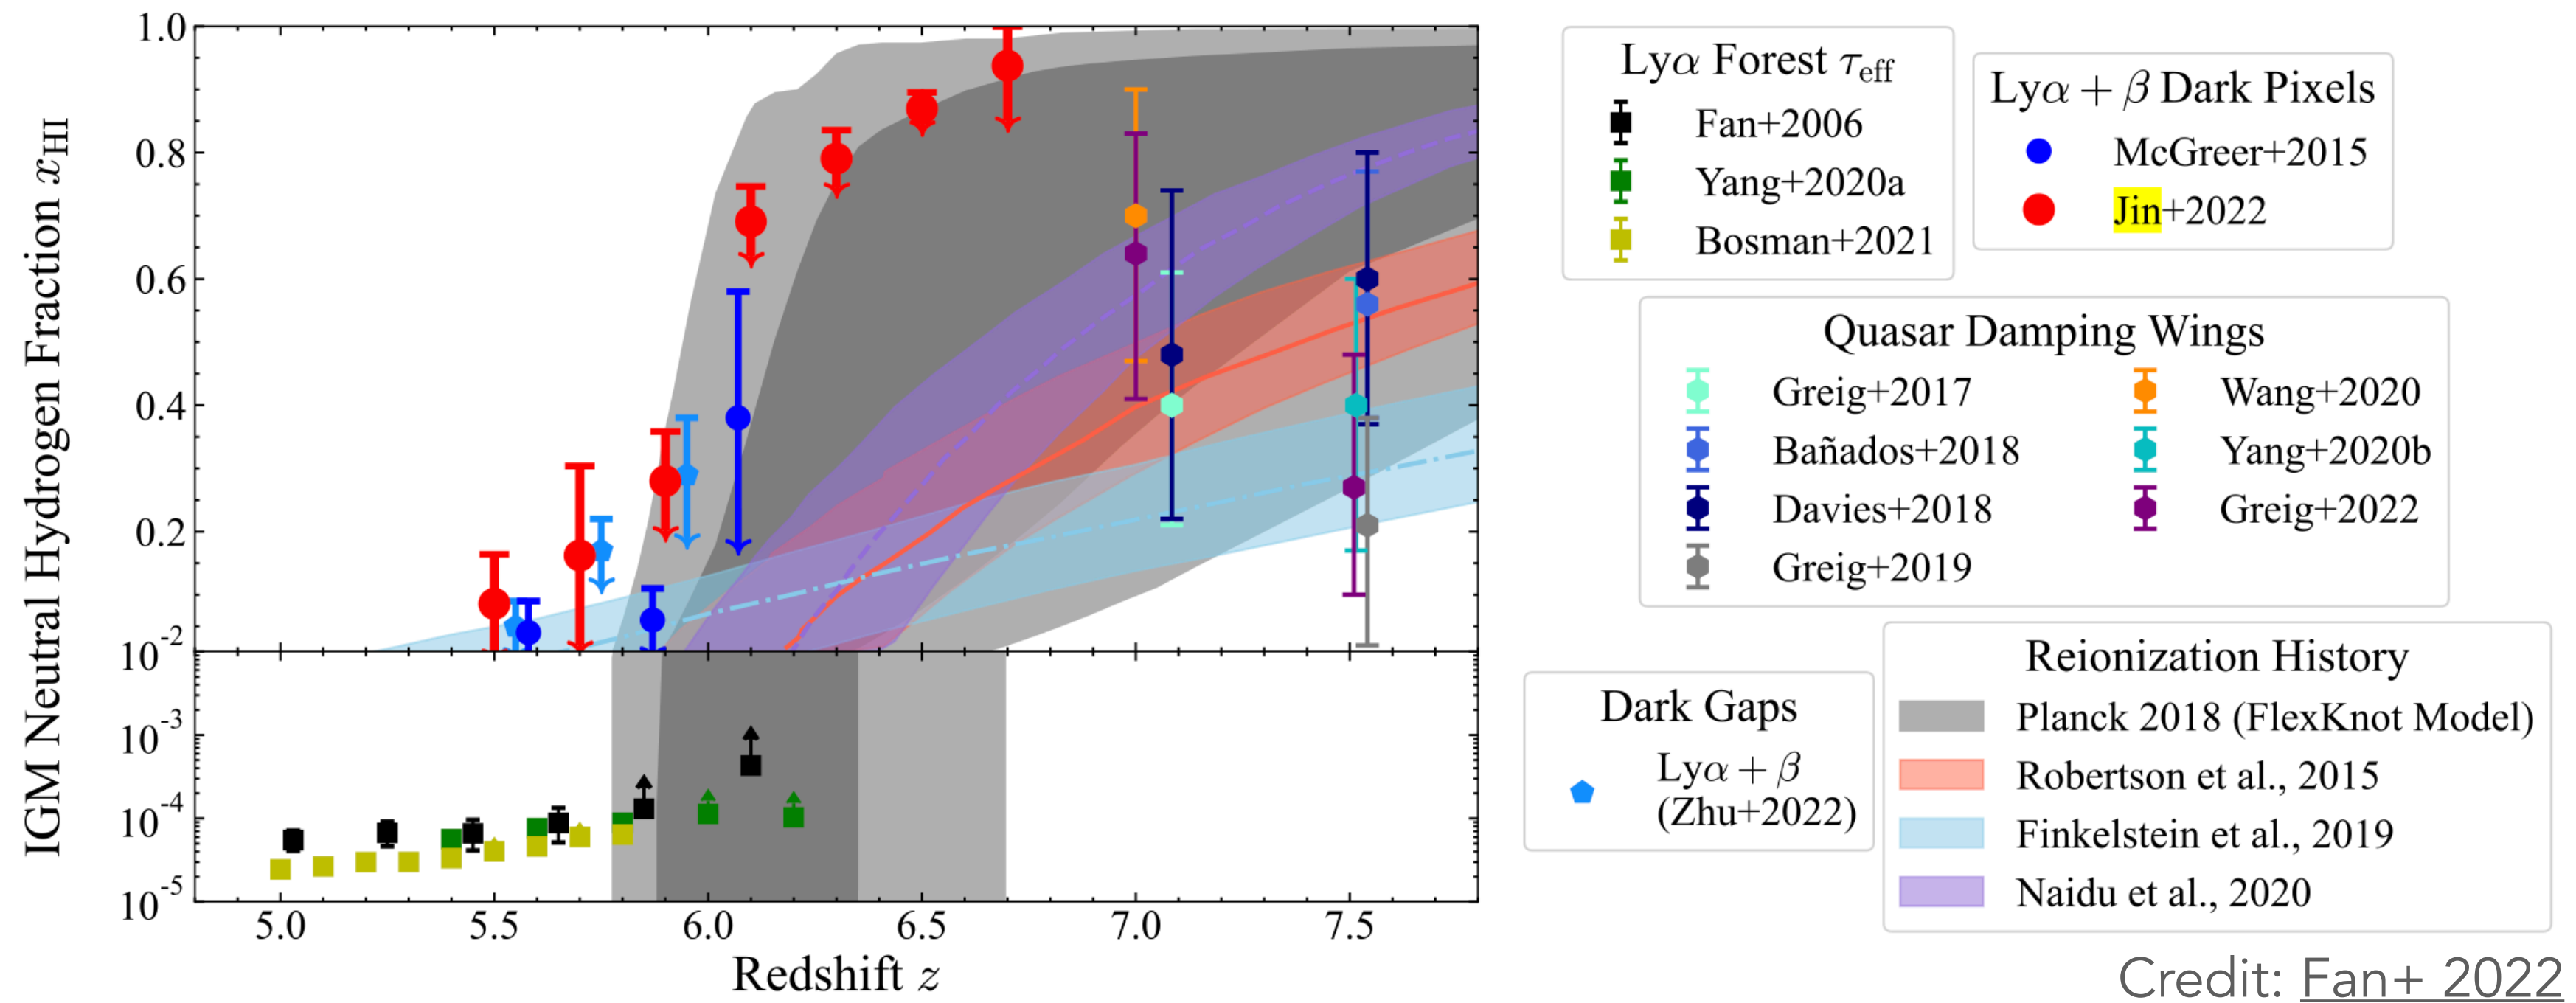 IGM Neutral Hydrogen Fraction xHI
1.0
0.8
0.6
0.4
0.2
10-2
10-3
10-4
10-5
5.0 5.5 6.0 6.5 7.0 7.5
Redshift z
Lyα Forest τeff
Fan+2006
Yang+2020a
Bosman+2021
Lyα + β Dark Pixels
McGreer+2015
Jin+2022
Quasar Damping Wings
Greig+2017 Wang+2020
Bañados+2018 Yang+2020b
Davies+2018 Greig+2022
Greig+2019
Dark Gaps
Lyα + β
(Zhu+2022)
Reionization History
Planck 2018 (FlexKnot Model)
Robertson et al., 2015
Finkelstein et al., 2019
Naidu et al., 2020
Credit: Fan+ 2022